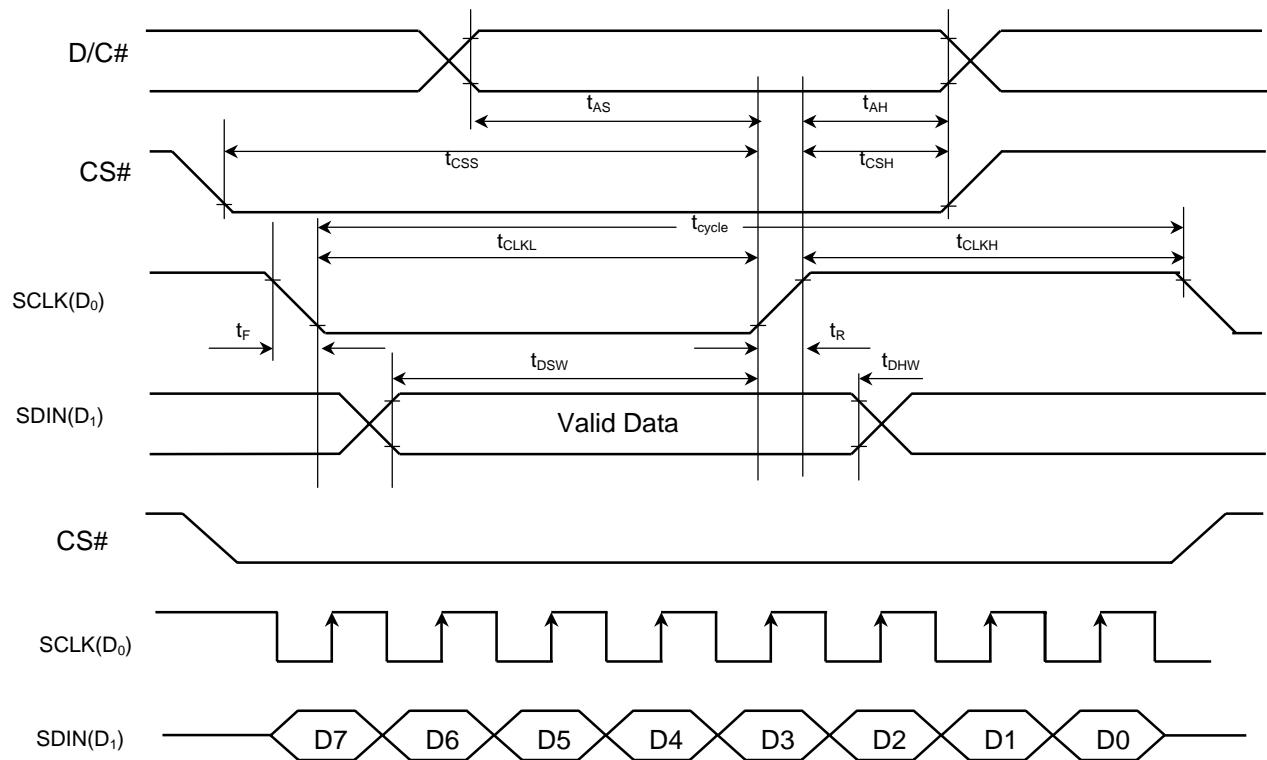 D/C#
tAS
tAH
CS#
tCSS
tCSH
tcycle
tCLKL
tCLKH
SCLK(D0)
tF
tR
tDSW
tDHW
SDIN(D1)
Valid Data
CS#
SCLK(D0)
SDIN(D1)
D7 D6 D5 D4 D3 D2 D1 D0